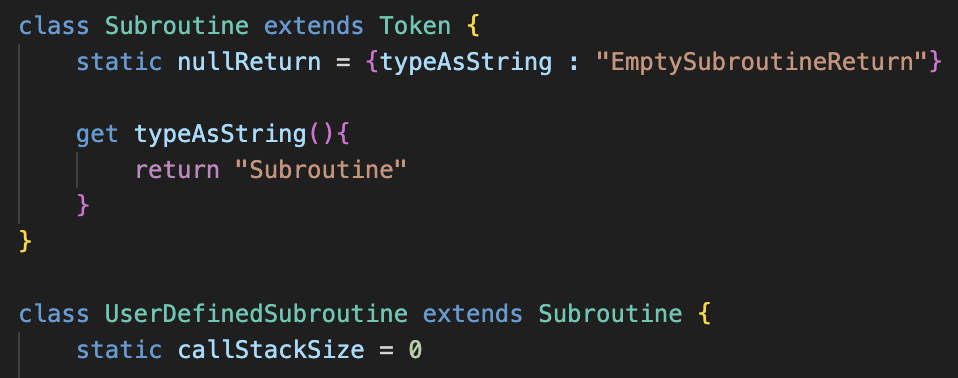 class Subroutine extends Token {
    static nullReturn = {typeAsString : "EmptySubroutineReturn"}
    get typeAsString(){
        return "Subroutine"
    }
}
class UserDefinedSubroutine extends Subroutine {
    static callStackSize = 0